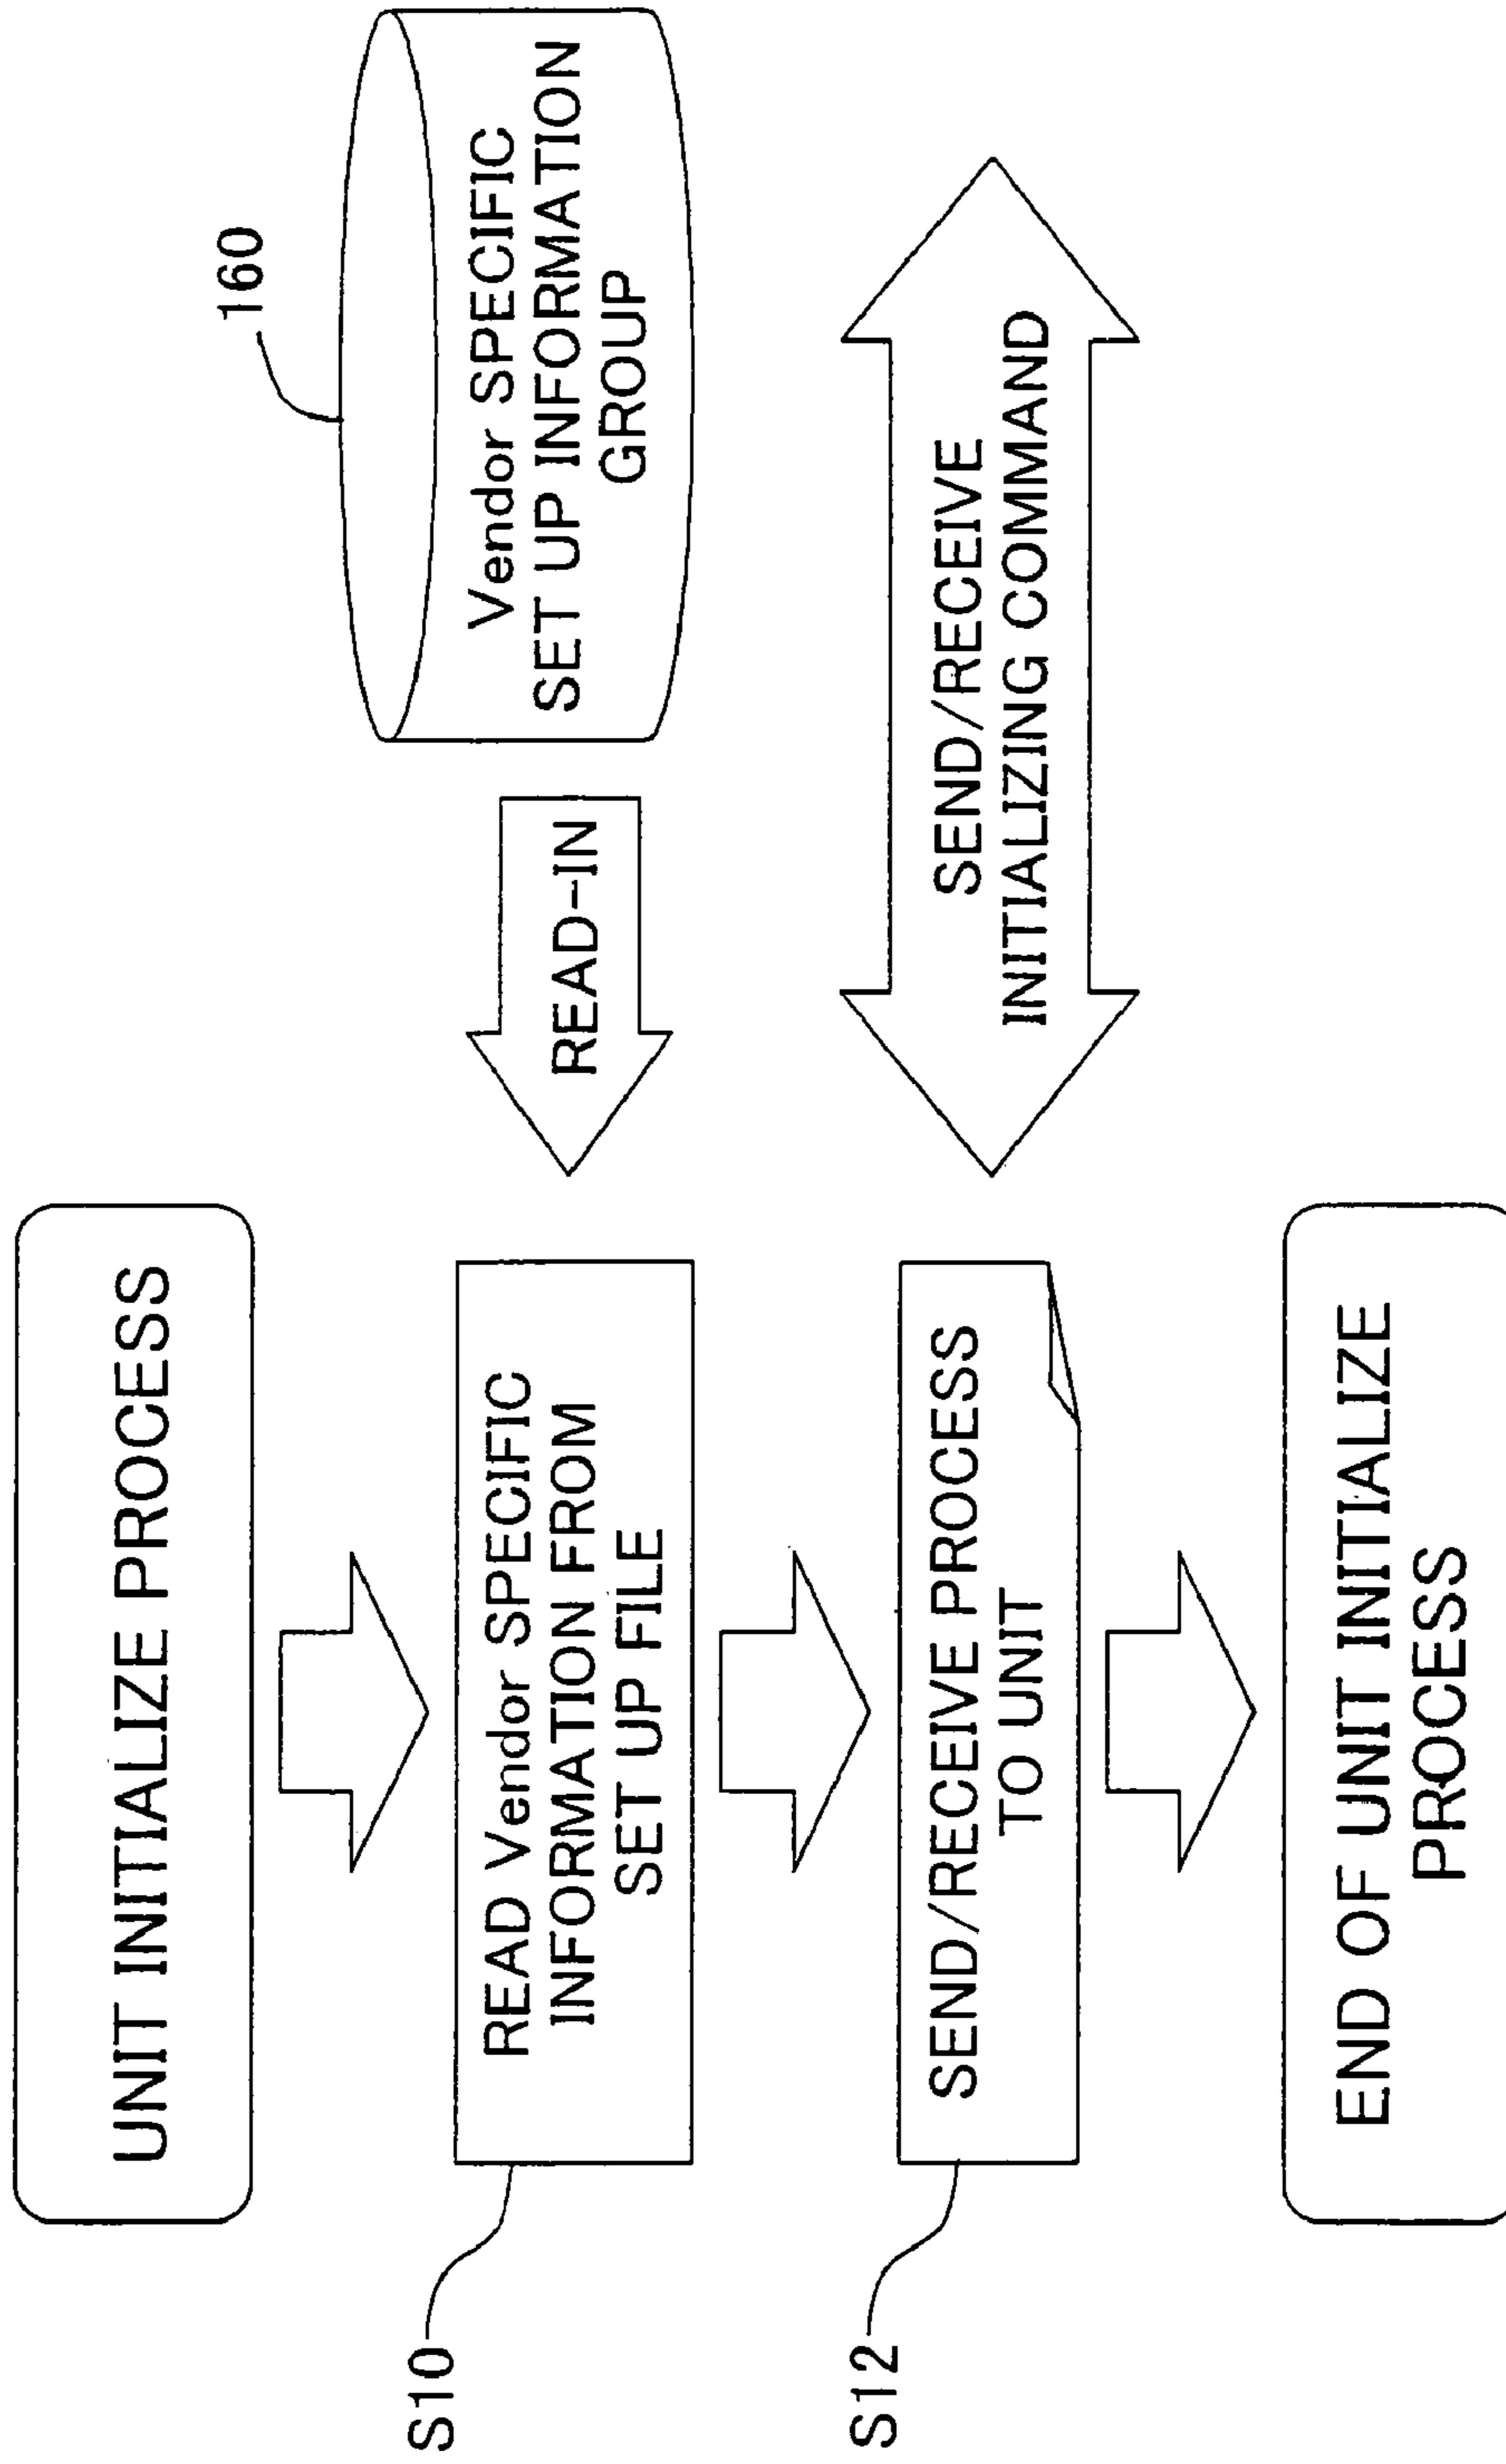 UNIT INITIALIZE PROCESS
160
S10
READ Vendor SPECIFIC
INFORMATION FROM
SET UP FILE
READ-IN
Vendor SPECIFIC
SET UP INFORMATION
GROUP
S12
SEND/RECEIVE PROCESS
TO UNIT
SEND/RECEIVE
INITIALIZING COMMAND
END OF UNIT INITIALIZE
PROCESS